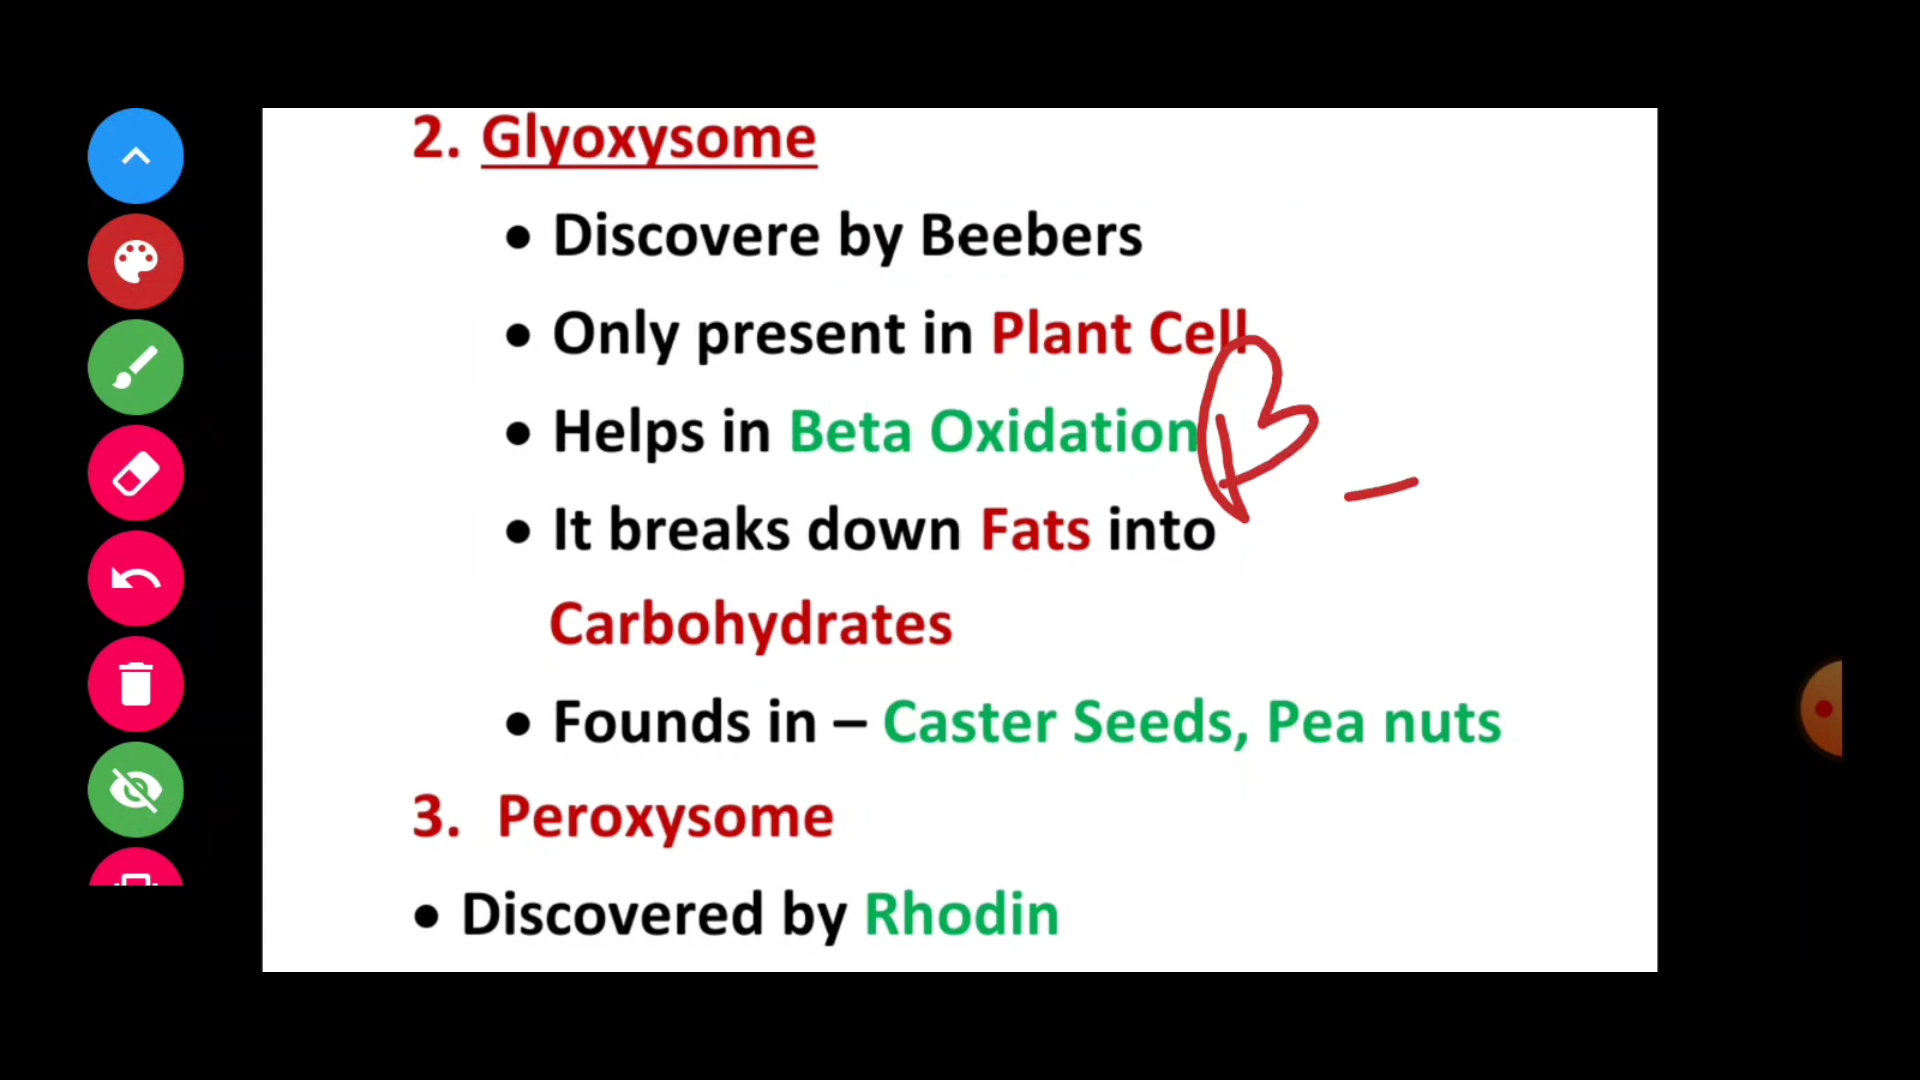 2. Glyoxysome
• Discovere by Beebers
• Only present in Plant Cell
• Helps in Beta Oxidation β –
• It breaks down Fats into
Carbohydrates
• Founds in – Caster Seeds, Pea nuts
3. Peroxysome
• Discovered by Rhodin